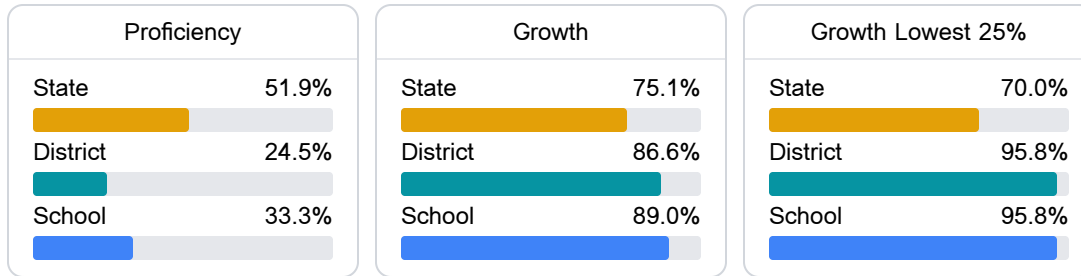 Proficiency
State 51.9%
District 24.5%
School 33.3%
Growth
State 75.1%
District 86.6%
School 89.0%
Growth Lowest 25%
State 70.0%
District 95.8%
School 95.8%